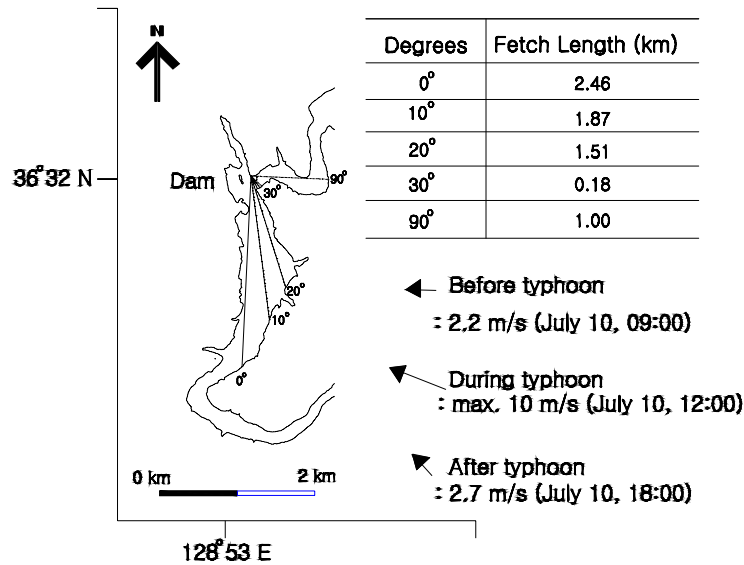 N
Degrees Fetch Length (km)
0° 2.46
10° 1.87
20° 1.51
30° 0.18
90° 1.00
36°32 N
Dam
30°
90°
20°
10°
0°
Before typhoon
: 2.2 m/s (July 10, 09:00)
During typhoon
: max. 10 m/s (July 10, 12:00)
After typhoon
: 2.7 m/s (July 10, 18:00)
0 km 2 km
128°53 E